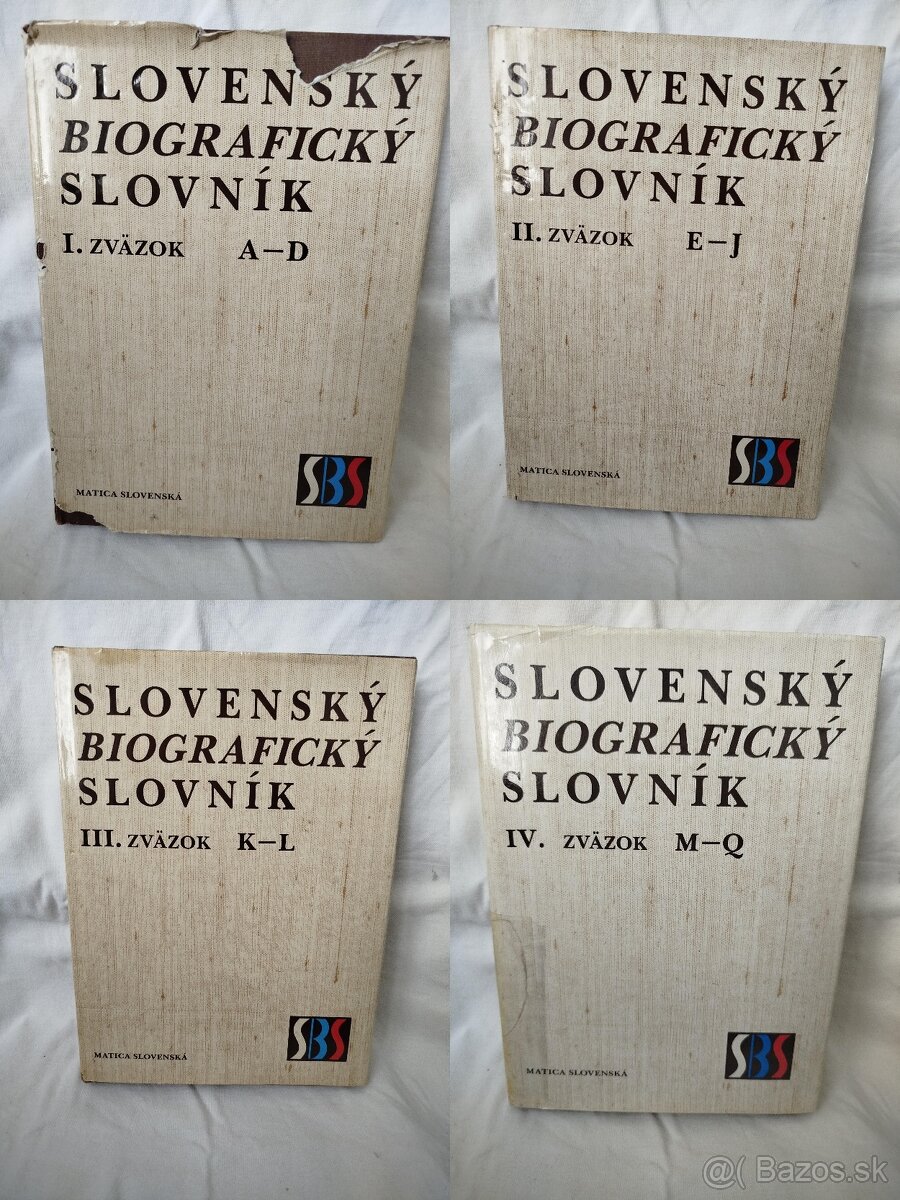 SLOVENSKÝ
BIOGRAFICKÝ
SLOVNÍK
I. ZVÄZOK A—D
SBS
MATICA SLOVENSKÁ
SLOVENSKÝ
BIOGRAFICKÝ
SLOVNÍK
II. ZVÄZOK E—J
SBS
MATICA SLOVENSKÁ
SLOVENSKÝ
BIOGRAFICKÝ
SLOVNÍK
III. ZVÄZOK K—L
SBS
MATICA SLOVENSKÁ
SLOVENSKÝ
BIOGRAFICKÝ
SLOVNÍK
IV. ZVÄZOK M—Q
SBS
MATICA SLOVENSKÁ
@( Bazos.sk